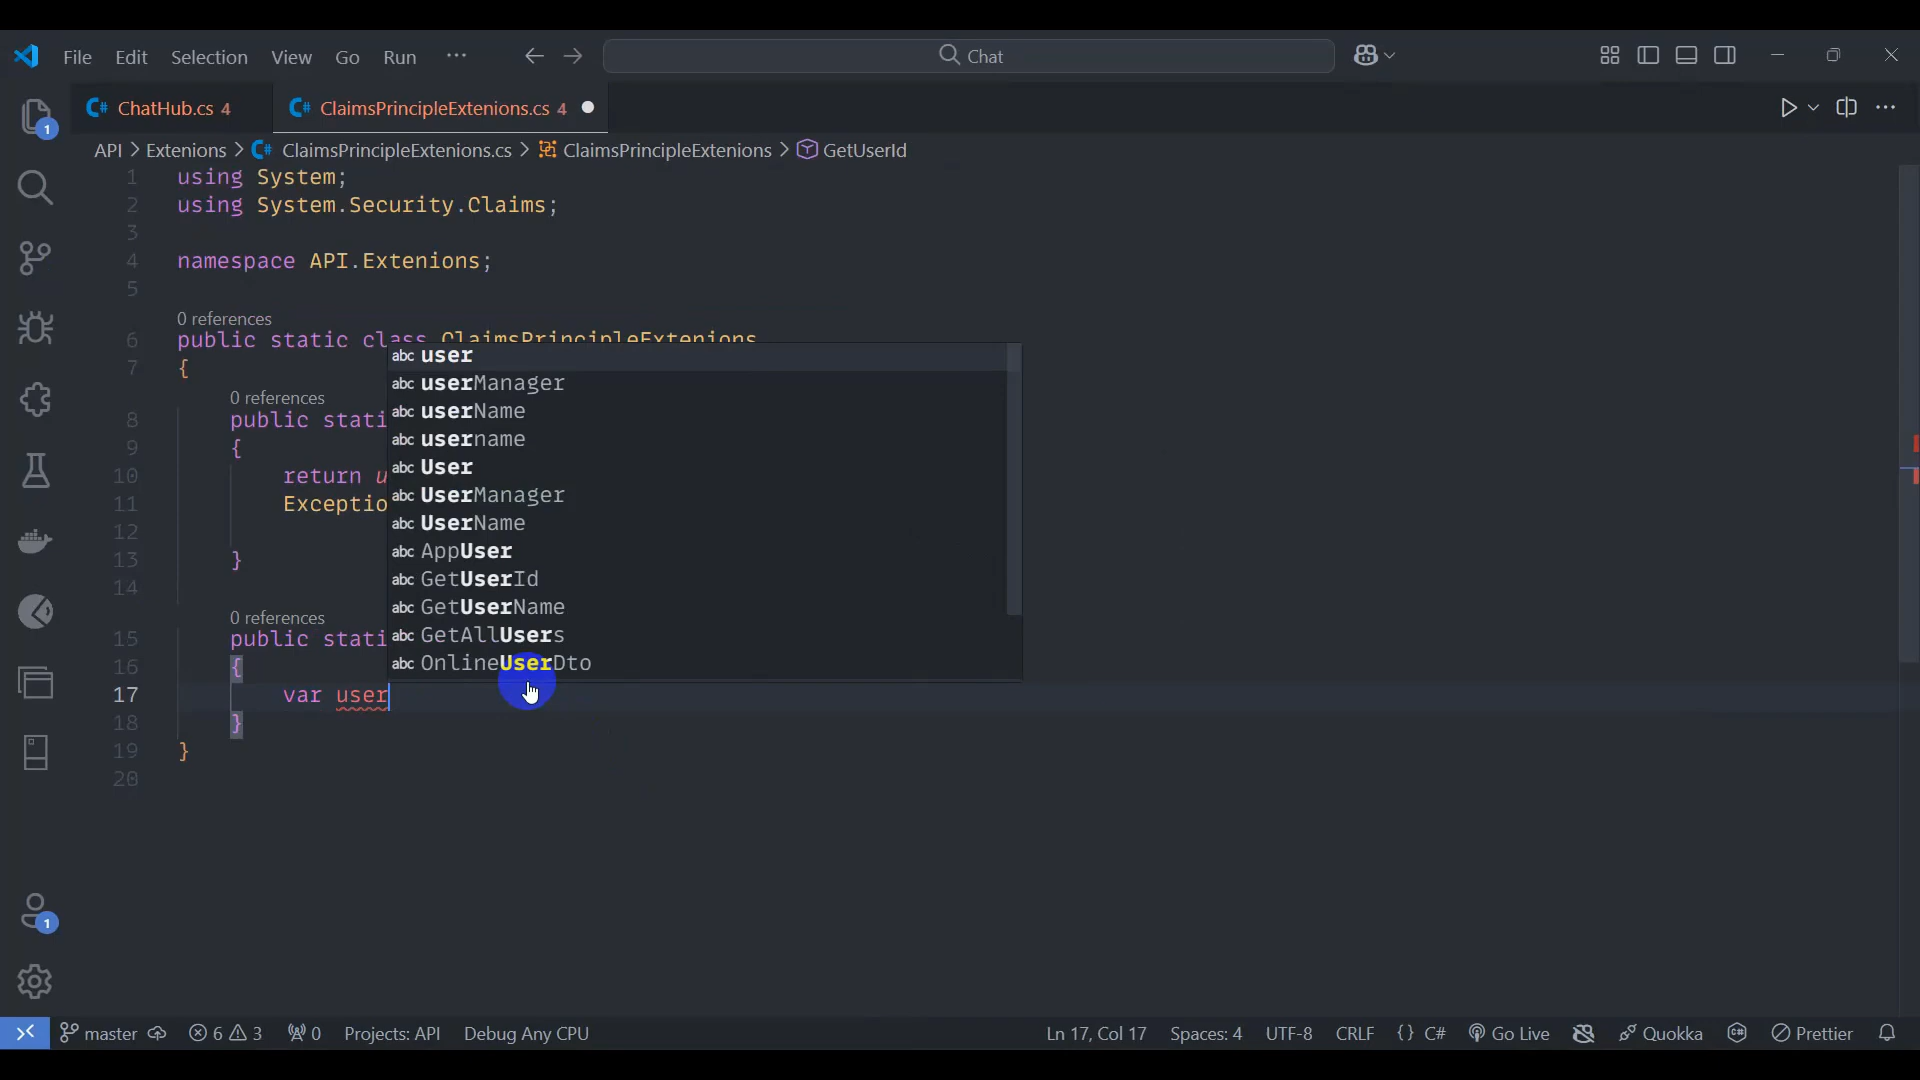 File Edit Selection View Go Run ··· Chat
ChatHub.cs 4 ClaimsPrincipleExtenions.cs 4
API > Extenions > ClaimsPrincipleExtenions.cs > ClaimsPrincipleExtenions > GetUserId
1 using System;
2 using System.Security.Claims;
3
4 namespace API.Extenions;
5
0 references
6 public static class ClaimsPrincipleExtenions
7 {
0 references
8 public stati
9 {
10 return u
11 Exceptio
12
13 }
14
0 references
15 public stati
16 {
17 var user
18 }
19 }
20
abc user
abc userManager
abc userName
abc username
abc User
abc UserManager
abc UserName
abc AppUser
abc GetUserId
abc GetUserName
abc GetAllUsers
abc OnlineUserDto
1
1
master 6 3 0 Projects: API Debug Any CPU Ln 17, Col 17 Spaces: 4 UTF-8 CRLF {} C# Go Live Quokka Prettier